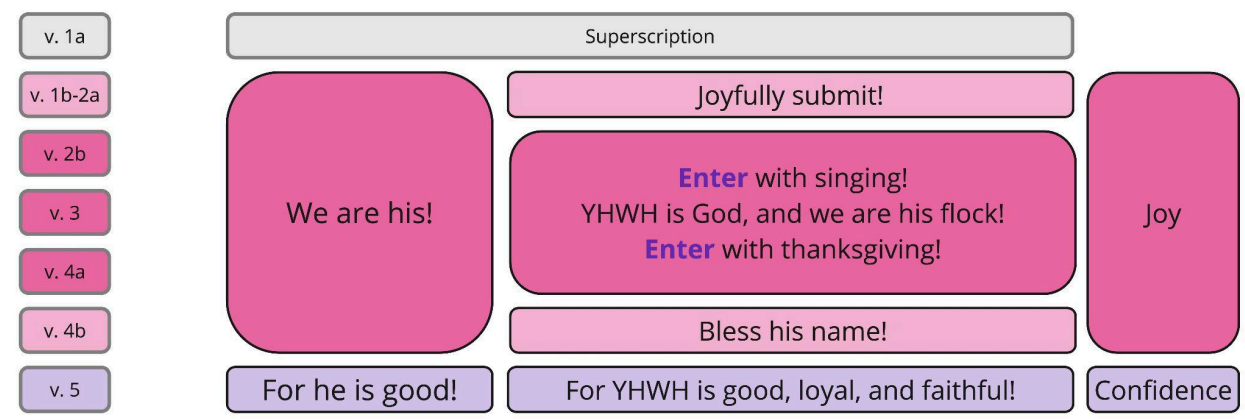 v. 1a
Superscription
v. 1b-2a
Joyfully submit!
v. 2b
v. 3
v. 4a
We are his!
Enter with singing!
YHWH is God, and we are his flock!
Enter with thanksgiving!
Joy
v. 4b
Bless his name!
v. 5
For he is good!
For YHWH is good, loyal, and faithful!
Confidence